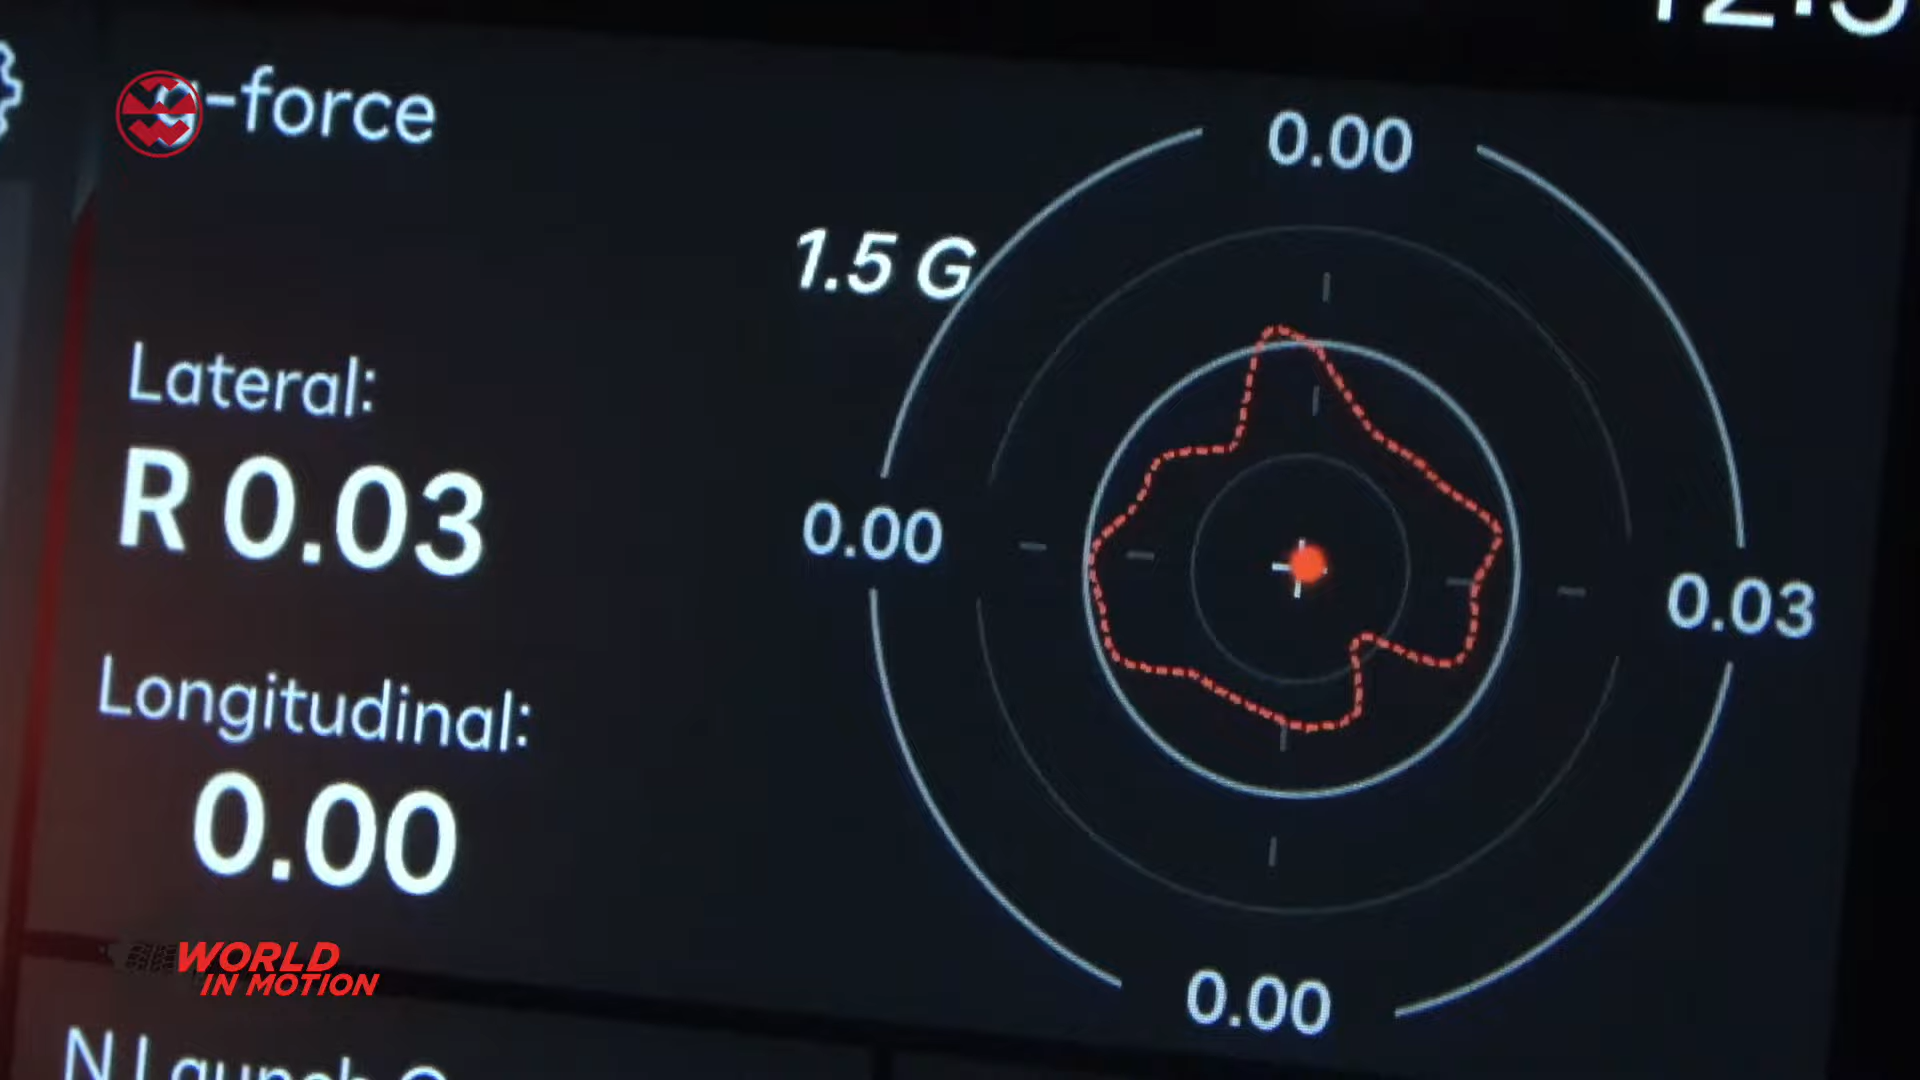 g-force
1.5 G
0.00
Lateral:
R 0.03
0.00
0.03
Longitudinal:
0.00
0.00
WORLD
IN MOTION
N Launch